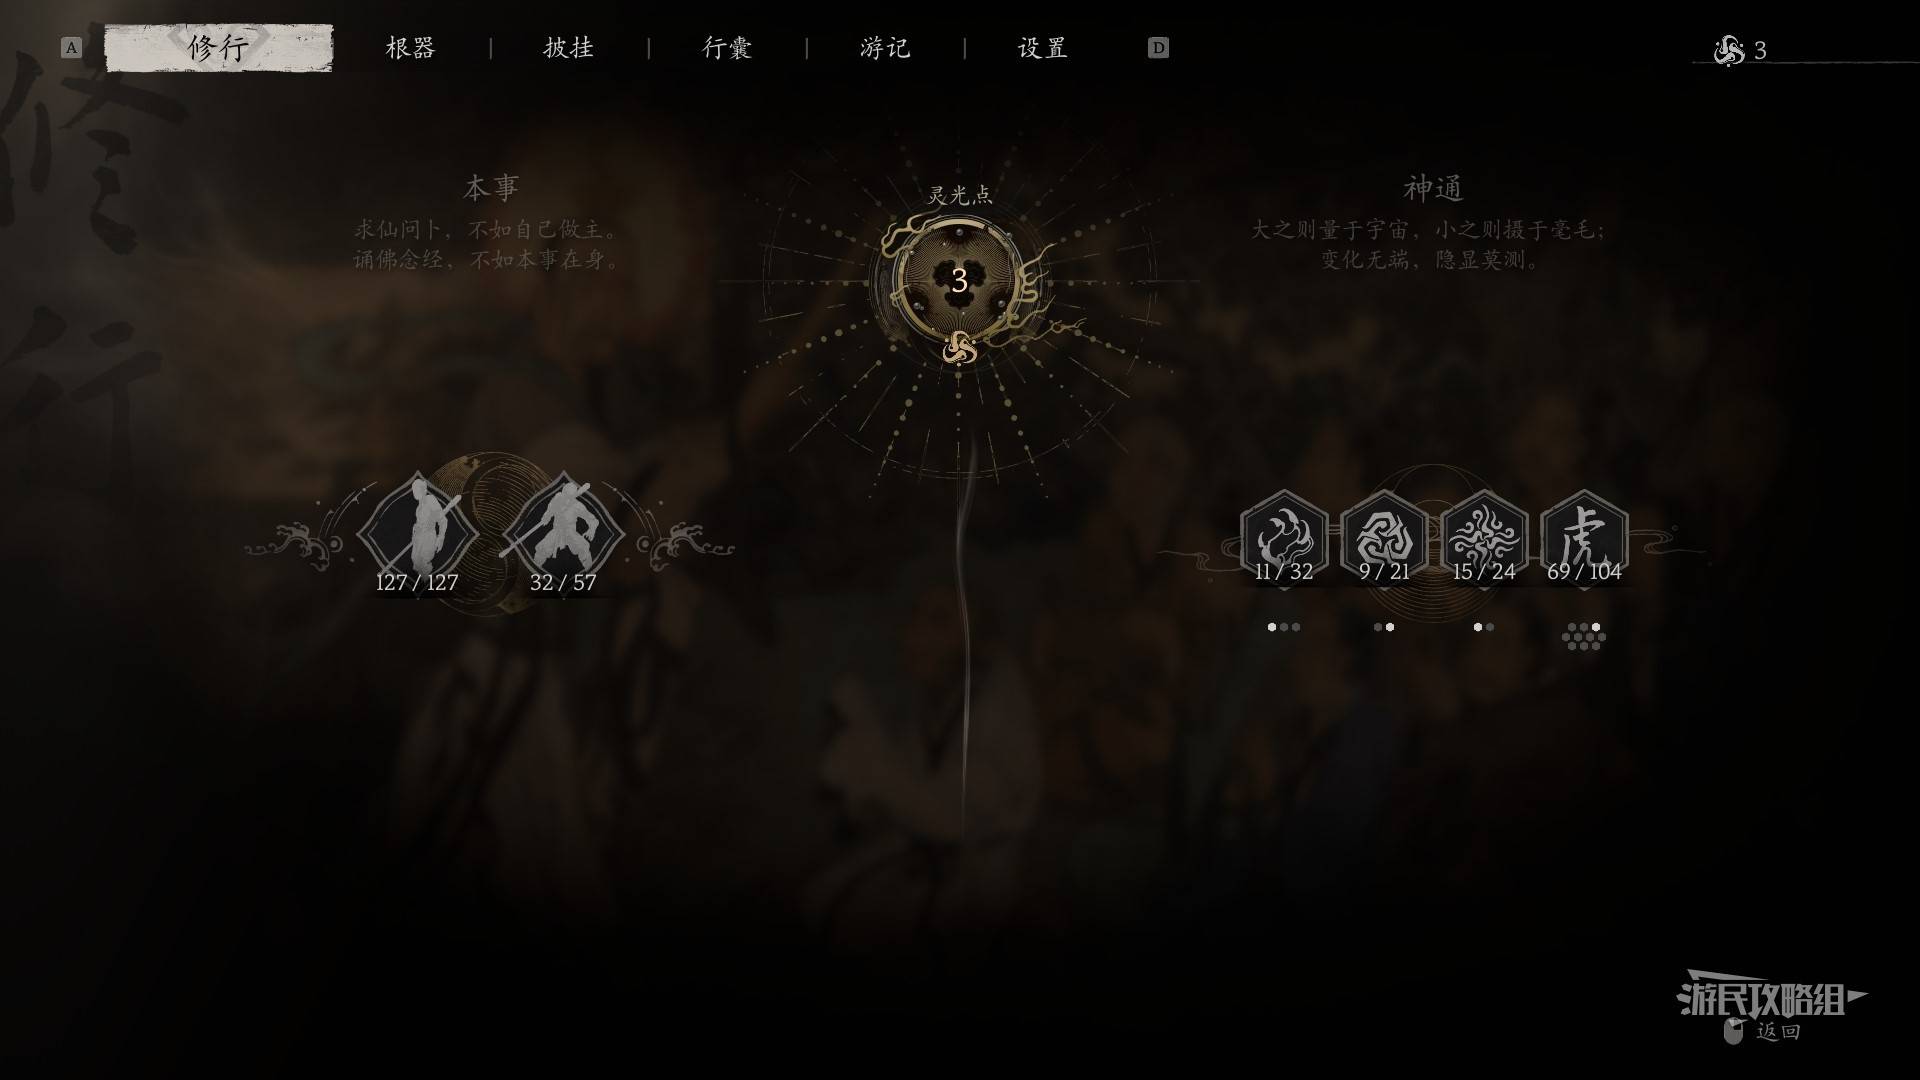 A
修行
根器
披挂
行囊
游记
设置
D
3
修行
本事
求仙问卜，不如自己做主。
诵佛念经，不如本事在身。
灵光点
3
神通
大之则量于宇宙，小之则摄于毫毛；
变化无端，隐显莫测。
127 / 127
32 / 57
虎
11 / 32
9 / 21
15 / 24
69 / 104
游民攻略组
返回